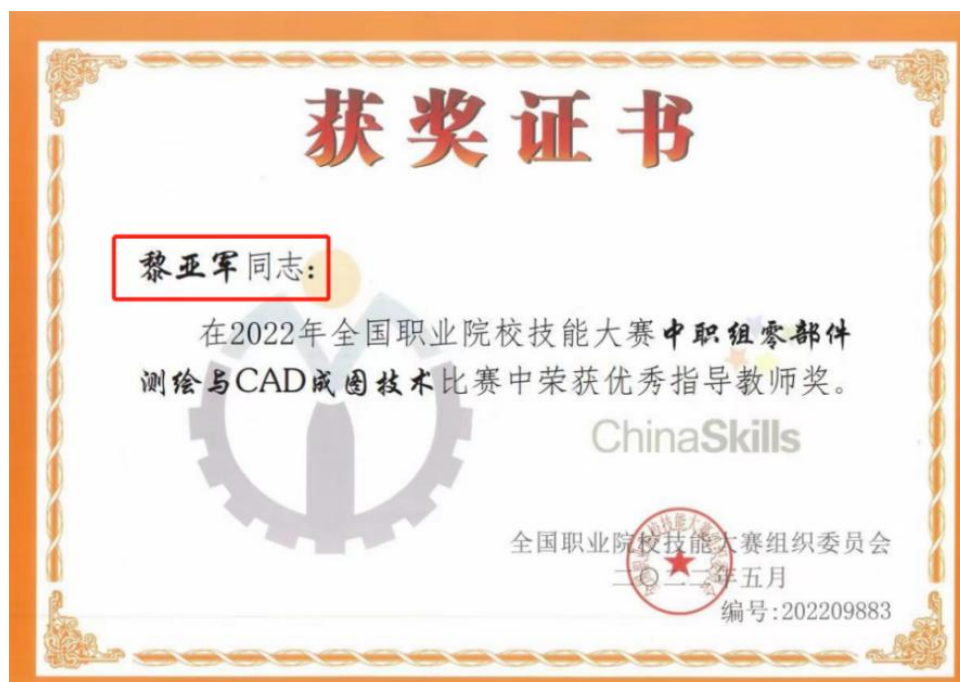 获奖证书
黎亚军同志:
在2022年全国职业院校技能大赛中职组零部件
测绘与CAD成图技术比赛中荣获优秀指导教师奖。
ChinaSkills
全国职业院校技能大赛组织委员会
二〇二二年五月
编号:202209883